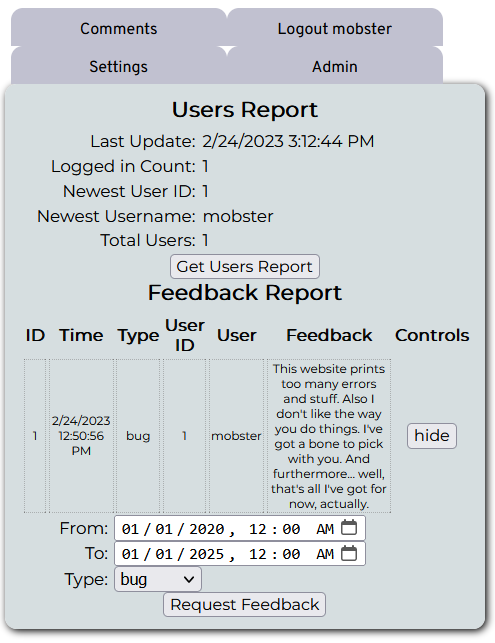 Comments Logout mobster
Settings Admin
Users Report
Last Update: 2/24/2023 3:12:44 PM
Logged in Count: 1
Newest User ID: 1
Newest Username: mobster
Total Users: 1
Get Users Report
Feedback Report
ID Time Type User ID User Feedback Controls
1
2/24/2023
12:50:56
PM
bug
1
mobster
This website prints
too many errors
and stuff. Also I
don't like the way
you do things. I've
got a bone to pick
with you. And
furthermore... well,
that's all I've got for
now, actually.
hide
From: 01/01/2020, 12:00 AM
To: 01/01/2025, 12:00 AM
Type: bug
Request Feedback